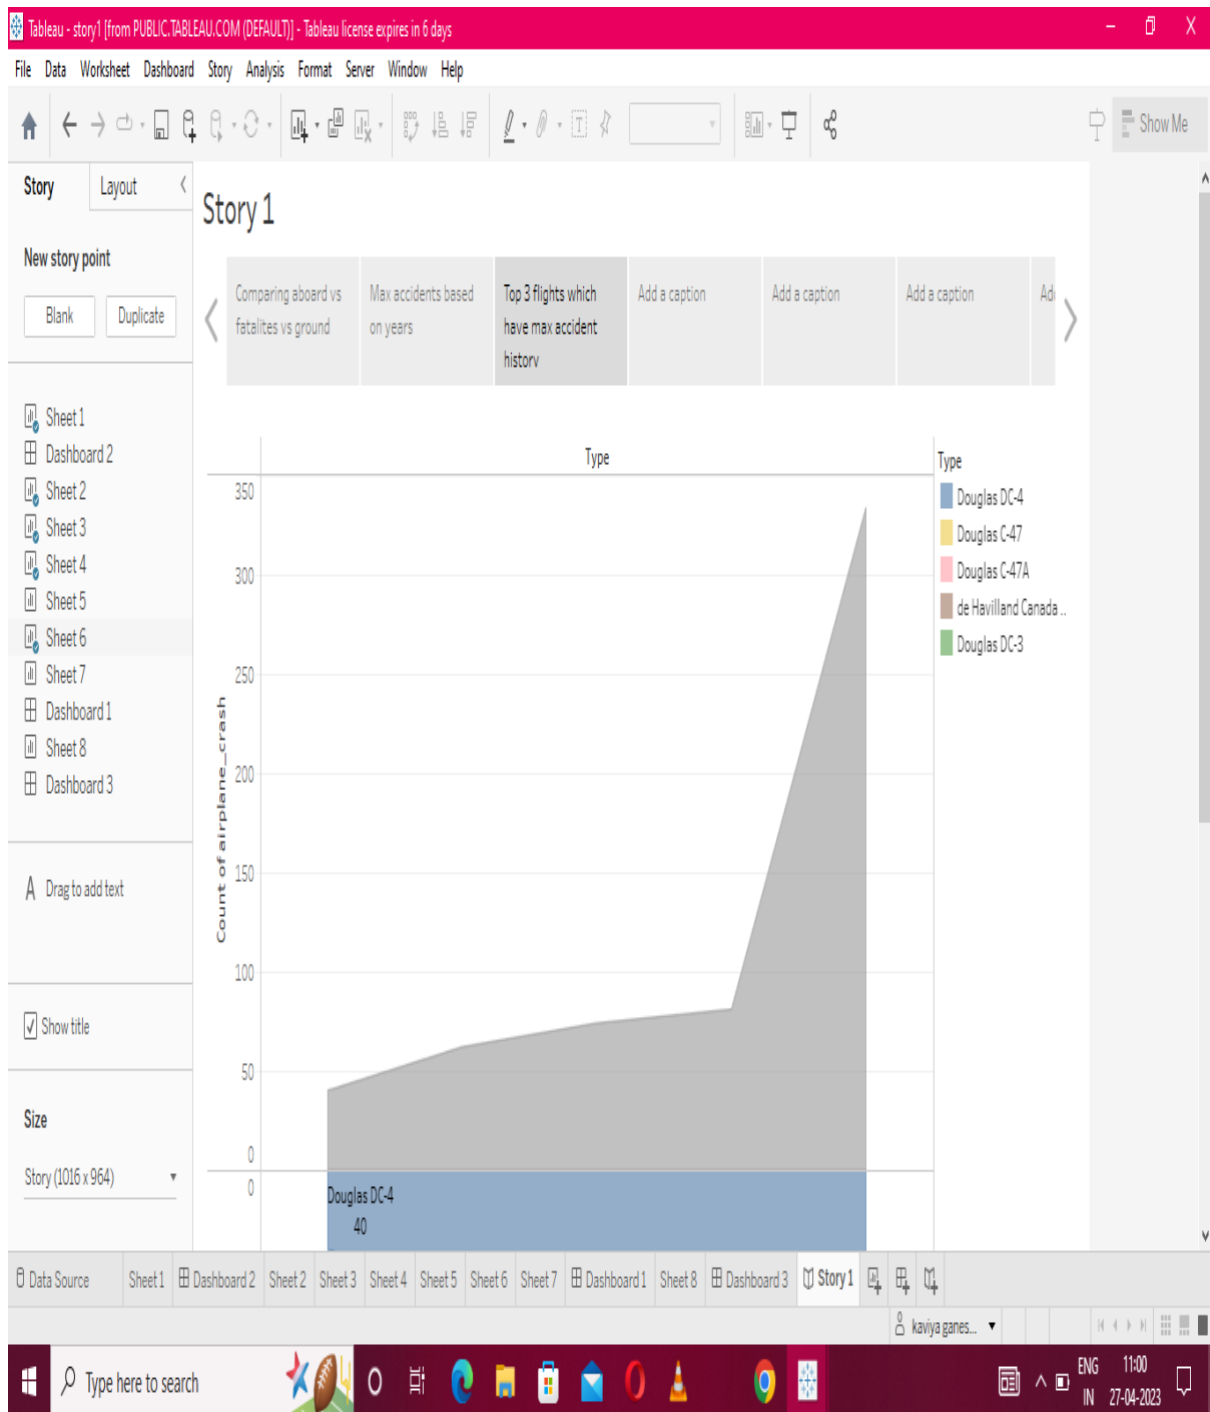 Tableau - story1 [from PUBLIC.TABLEAU.COM (DEFAULT)] - Tableau license expires in 6 days
File Data Worksheet Dashboard Story Analysis Format Server Window Help
Show Me
Story Layout
New story point
Blank Duplicate
Sheet 1
Dashboard 2
Sheet 2
Sheet 3
Sheet 4
Sheet 5
Sheet 6
Sheet 7
Dashboard 1
Sheet 8
Dashboard 3
A Drag to add text
Show title
Size
Story (1016 x 964)
Story 1
Comparing aboard vs
fatalites vs ground
Max accidents based
on years
Top 3 flights which
have max accident
history
Add a caption
Add a caption
Add a caption
Ad
Type
350
300
250
200
150
100
50
0
0
Count of airplane_crash
Douglas DC-4
40
Type
Douglas DC-4
Douglas C-47
Douglas C-47A
de Havilland Canada ..
Douglas DC-3
Data Source Sheet 1 Dashboard 2 Sheet 2 Sheet 3 Sheet 4 Sheet 5 Sheet 6 Sheet 7 Dashboard 1 Sheet 8 Dashboard 3 Story 1
kaviya ganes...
Type here to search
ENG
IN
11:00
27-04-2023